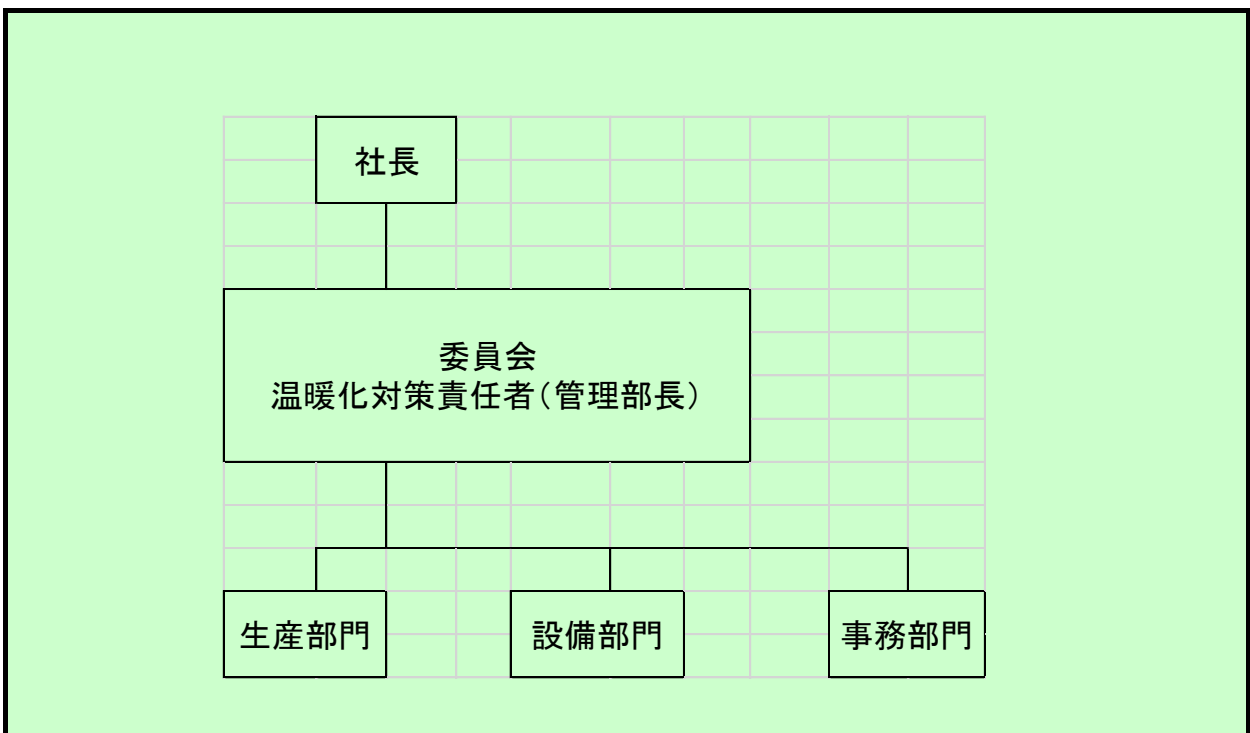 社長
委員会
温暖化対策責任者（管理部長）
生産部門
設備部門
事務部門